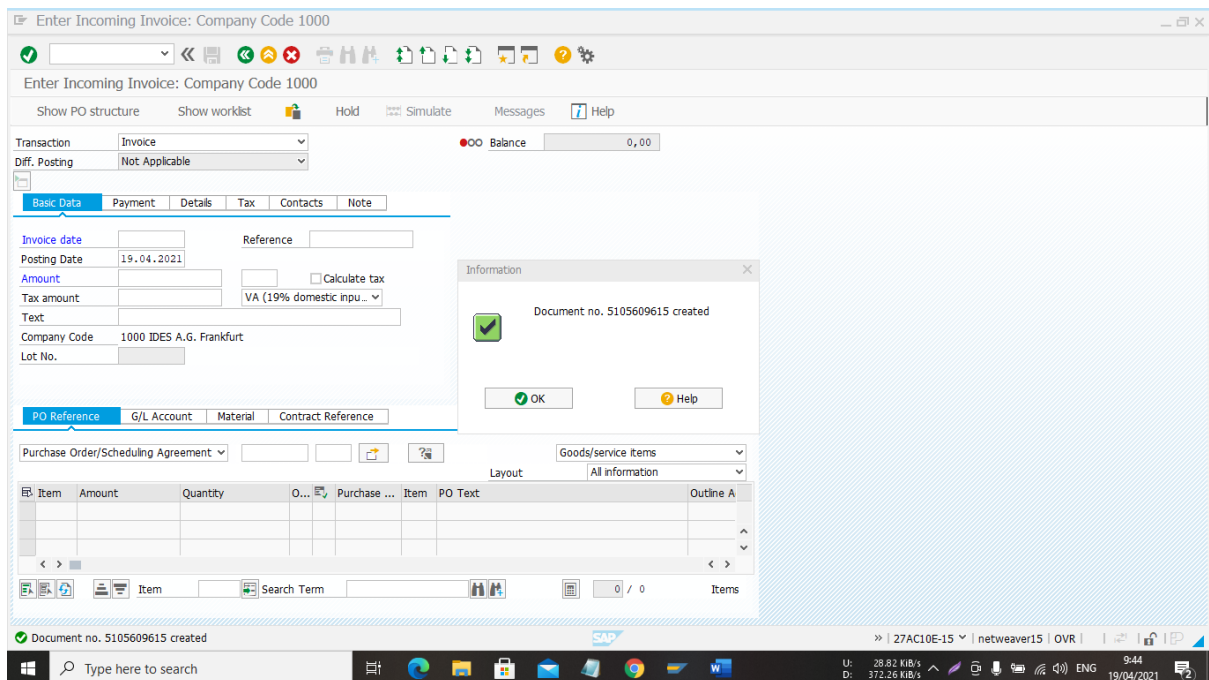 Enter Incoming Invoice: Company Code 1000
Enter Incoming Invoice: Company Code 1000
Show PO structure Show worklist Hold Simulate Messages Help
Transaction Invoice Balance 0,00
Diff. Posting Not Applicable
Basic Data Payment Details Tax Contacts Note
Invoice date Reference
Posting Date 19.04.2021
Amount Calculate tax
Tax amount VA (19% domestic inpu...
Text
Company Code 1000 IDES A.G. Frankfurt
Lot No.
Information
Document no. 5105609615 created
OK Help
PO Reference G/L Account Material Contract Reference
Purchase Order/Scheduling Agreement Goods/service items
Layout All information
Item Amount Quantity O... Purchase ... Item PO Text Outline A
Item Search Term 0 / 0 Items
Document no. 5105609615 created SAP » 27AC10E-15 netweaver15 OVR
Type here to search U: 28.82 KiB/s ENG 9:44
D: 372.26 KiB/s 19/04/2021